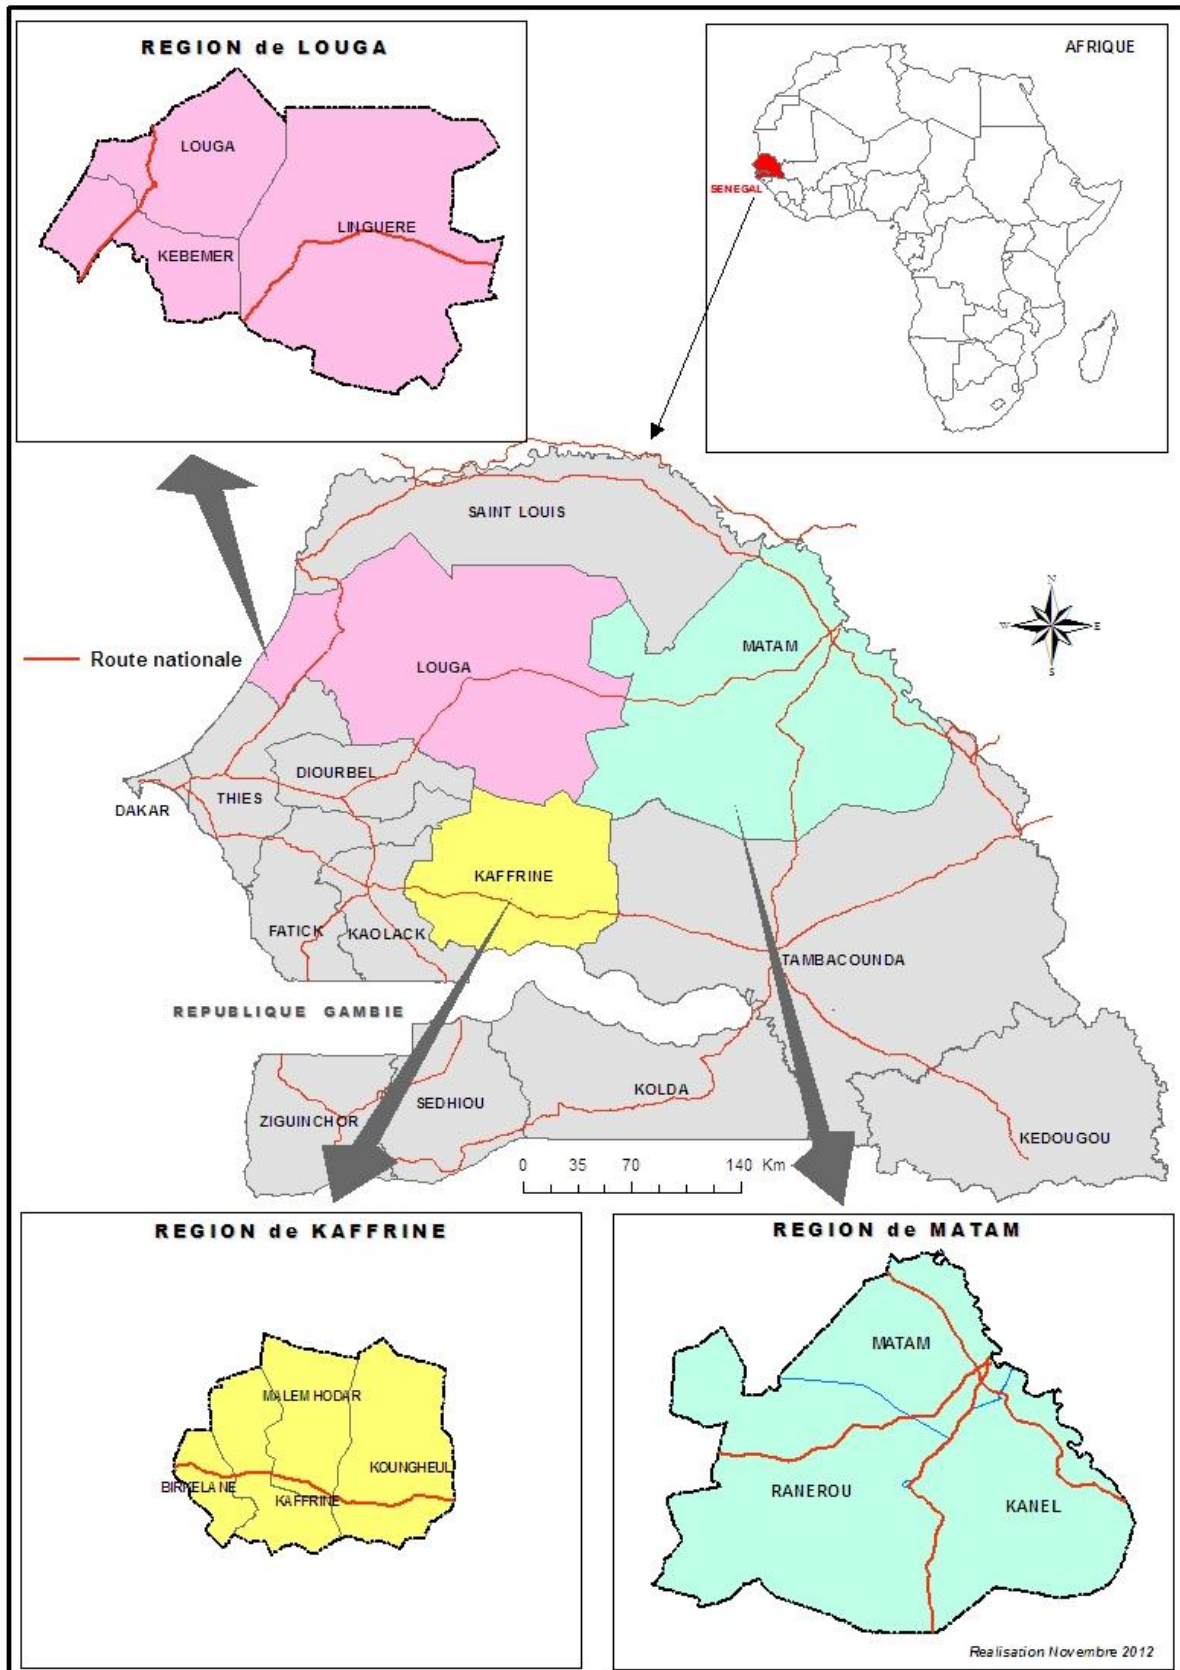 REGION de LOUGA
LOUGA
LINGUERE
KEBEMER
AFRIQUE
SENEGAL
SAINT LOUIS
MATAM
LOUGA
N
W
E
S
Route nationale
DIOURBEL
THIES
DAKAR
KAFFRINE
FATICK
KAOLACK
TAMBACOUNDA
REPUBLIQUE GAMBIE
KOLDA
SEDHIOU
ZIGUINCHOR
KEDOUGOU
0 35 70 140 Km
REGION de KAFFRINE
MALEM HODAR
KOUNGHEUL
BIRKELANE
KAFFRINE
REGION de MATAM
MATAM
RANEROU
KANEL
Realisation Novembre 2012